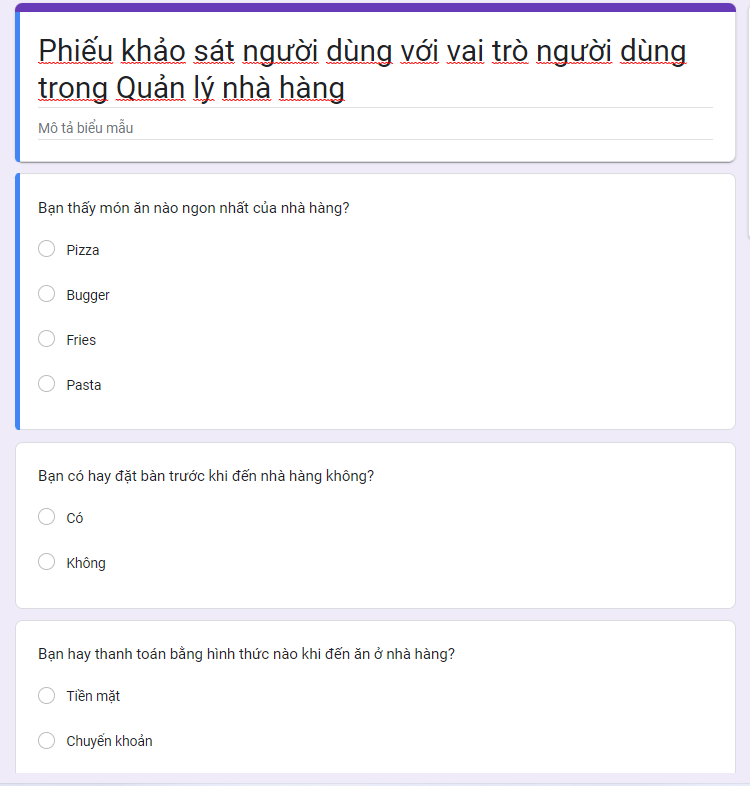 Phiếu khảo sát người dùng với vai trò người dùng
trong Quản lý nhà hàng
Mô tả biểu mẫu
Bạn thấy món ăn nào ngon nhất của nhà hàng?
Pizza
Bugger
Fries
Pasta
Bạn có hay đặt bàn trước khi đến nhà hàng không?
Có
Không
Bạn hay thanh toán bằng hình thức nào khi đến ăn ở nhà hàng?
Tiền mặt
Chuyến khoản